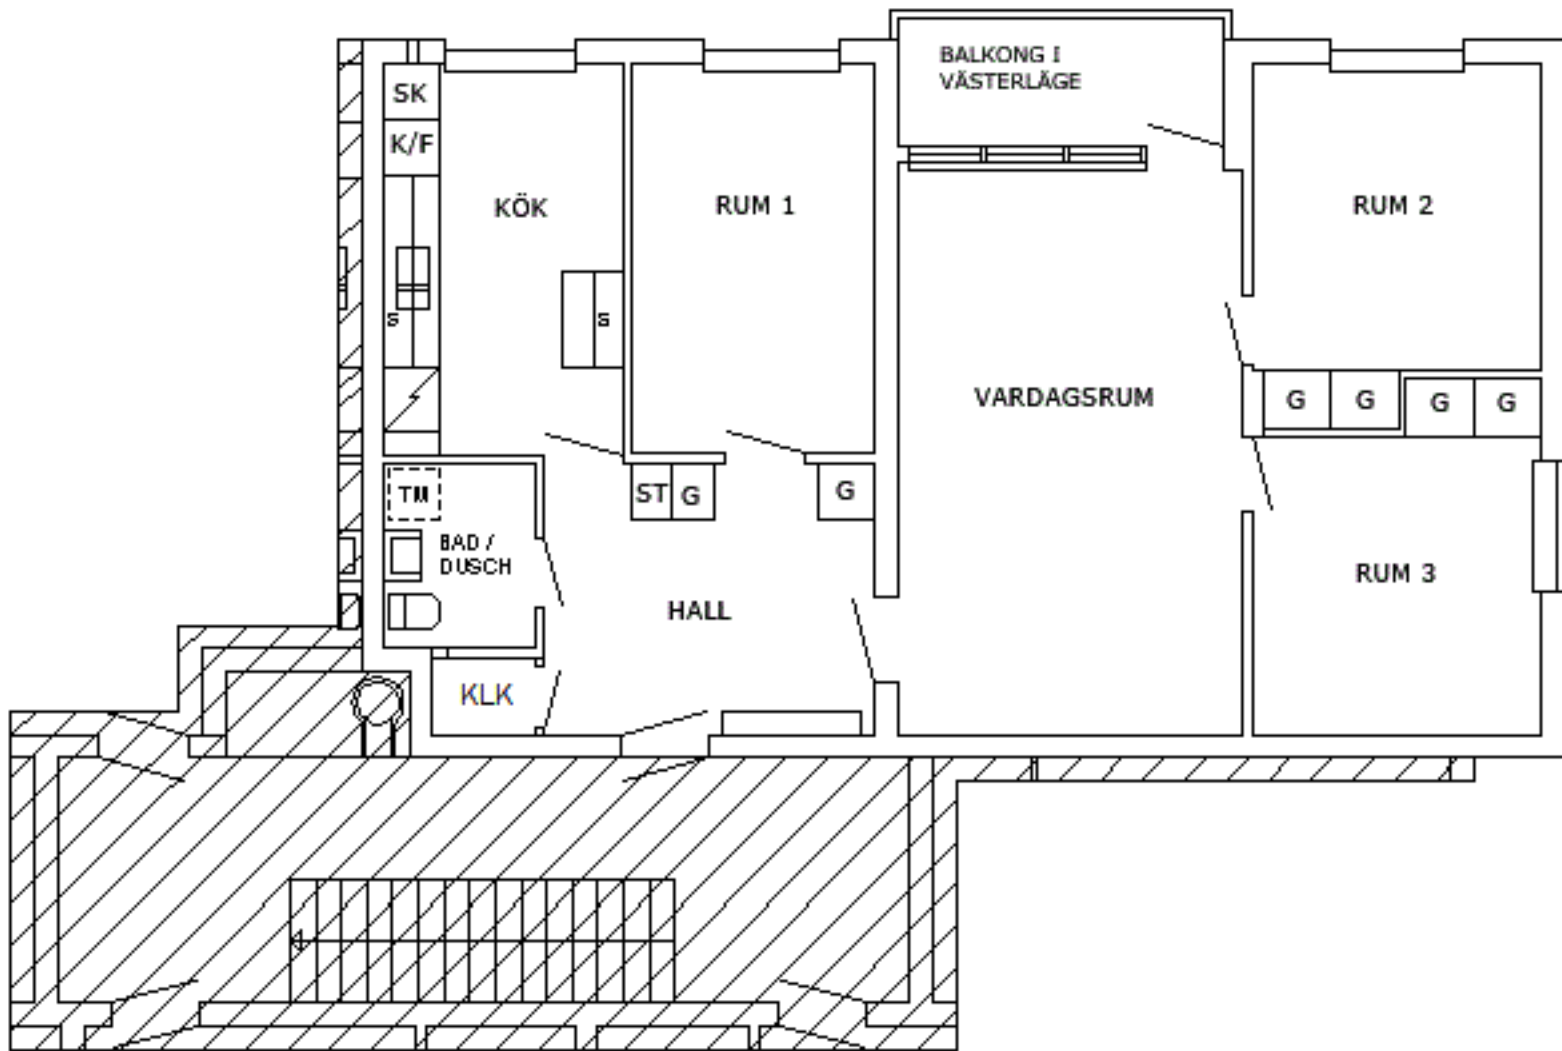 BALKONG I
VÄSTERLÄGE
SK
K/F
KÖK
RUM 1
RUM 2
S
S
VARDAGSRUM
G
G
G
G
TM
ST
G
G
BAD /
DUSCH
HALL
RUM 3
KLK